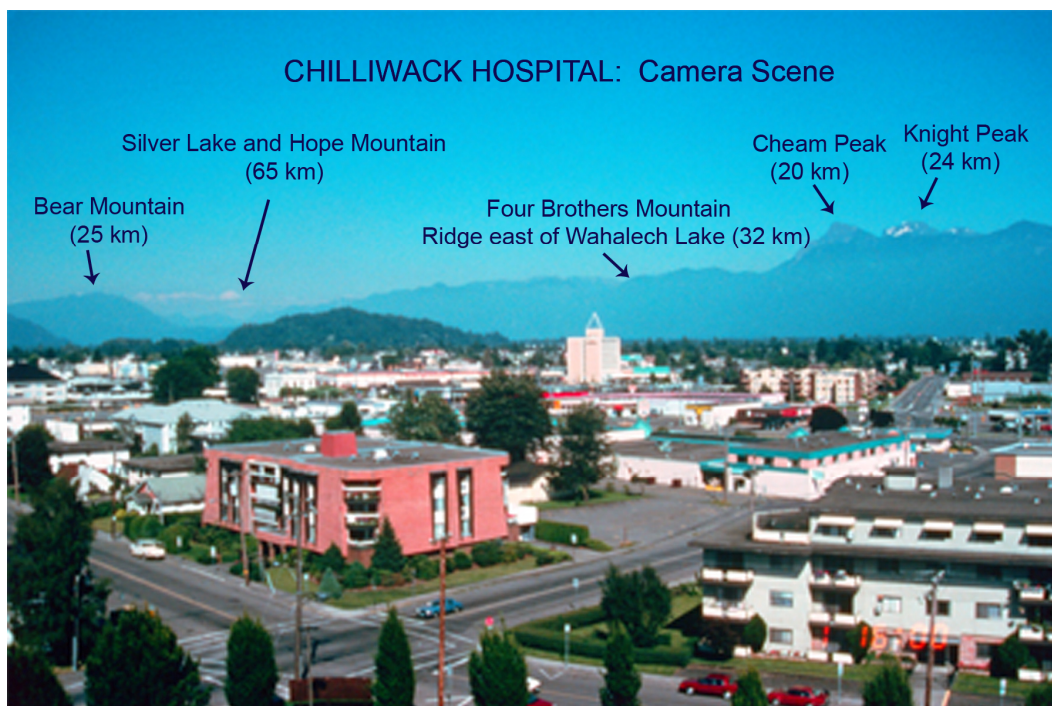 CHILLIWACK HOSPITAL: Camera Scene
Silver Lake and Hope Mountain
(65 km)
Bear Mountain
(25 km)
Four Brothers Mountain
Ridge east of Wahalech Lake (32 km)
Cheam Peak
(20 km)
Knight Peak
(24 km)